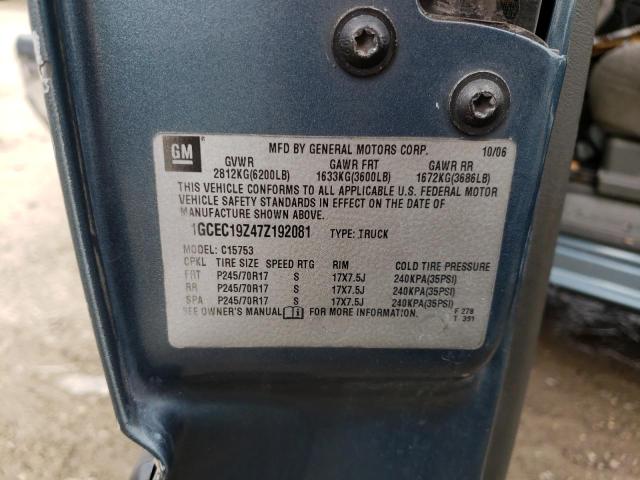 GM
MFD BY GENERAL MOTORS CORP. 10/06
GVWR GAWR FRT GAWR RR
2812KG(6200LB) 1633KG(3600LB) 1672KG(3686LB)
THIS VEHICLE CONFORMS TO ALL APPLICABLE U.S. FEDERAL MOTOR
VEHICLE SAFETY STANDARDS IN EFFECT ON THE DATE OF
MANUFACTURE SHOWN ABOVE.
1GCEC19Z47Z192081 TYPE: TRUCK
MODEL: C15753
CPKL TIRE SIZE SPEED RTG RIM COLD TIRE PRESSURE
FRT P245/70R17 S 17X7.5J 240KPA(35PSI)
RR P245/70R17 S 17X7.5J 240KPA(35PSI)
SPA P245/70R17 S 17X7.5J 240KPA(35PSI)
SEE OWNER'S MANUAL FOR MORE INFORMATION. F 278
T 351